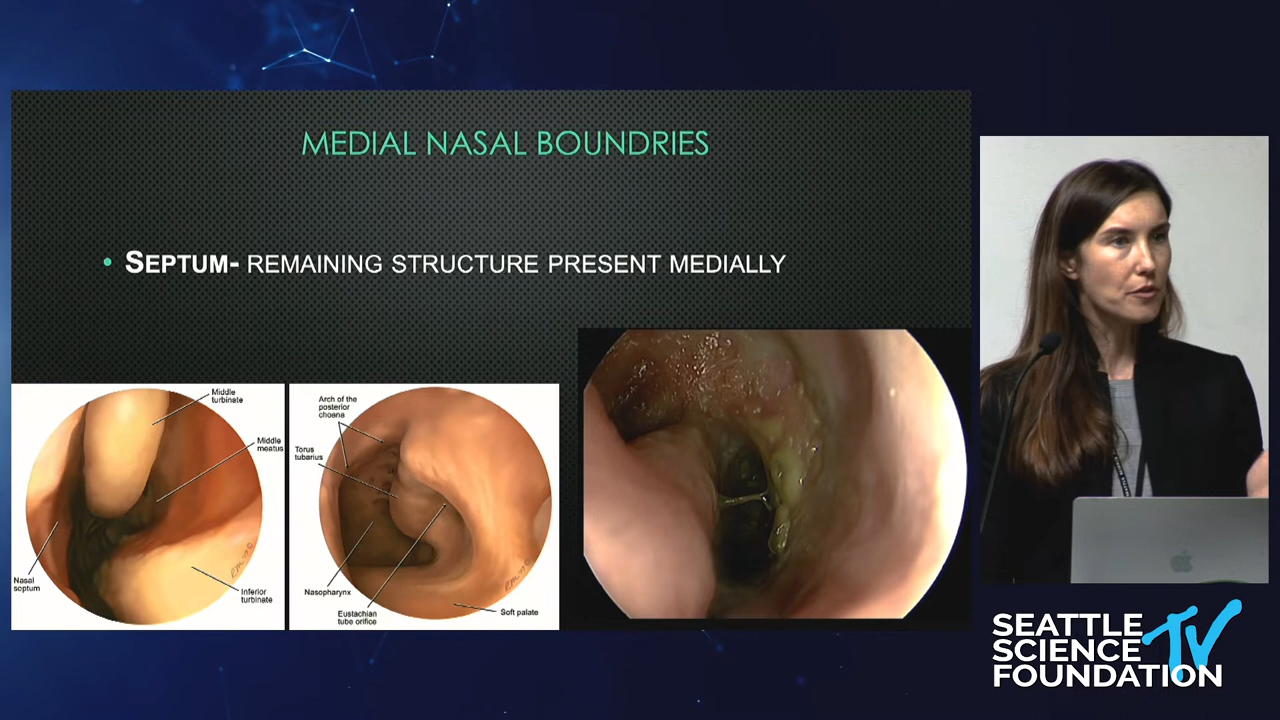 MEDIAL NASAL BOUNDRIES
• SEPTUM- REMAINING STRUCTURE PRESENT MEDIALLY
Middle
turbinate
Middle
meatus
Nasal
septum
Inferior
turbinate
Arch of the
posterior
choana
Torus
tubarius
Nasopharynx
Eustachian
tube orifice
Soft palate
SEATTLE
SCIENCE
FOUNDATION
TV